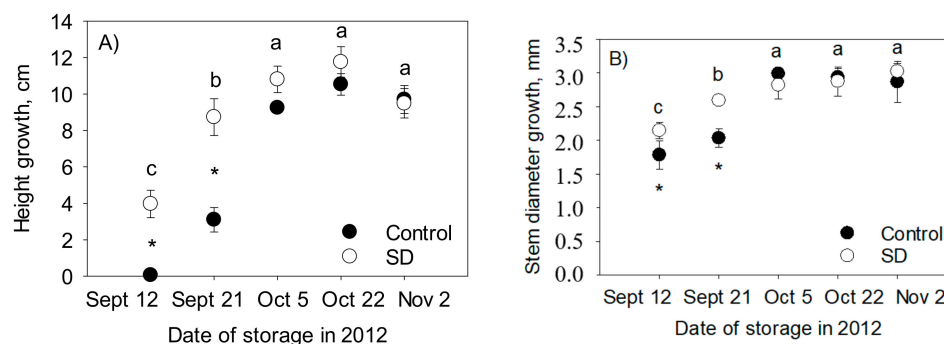 A)
Height growth, cm
14
12
10
8
6
4
2
0
c
b
a
a
a
*
*
Control
SD
Sept 12 Sept 21 Oct 5 Oct 22 Nov 2
Date of storage in 2012
B)
Stem diameter growth, mm
3.5
3.0
2.5
2.0
1.5
1.0
0.5
0.0
c
b
a
a
a
*
*
Control
SD
Sept 12 Sept 21 Oct 5 Oct 22 Nov 2
Date of storage in 2012